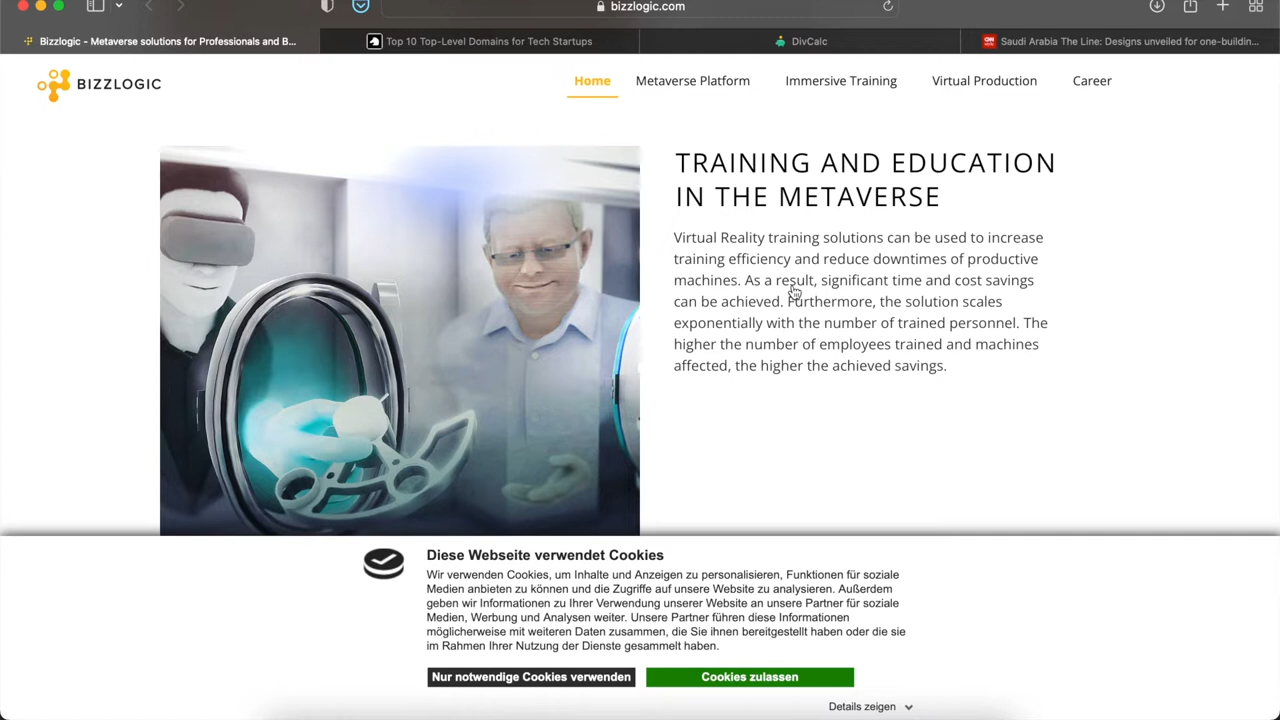 bizzlogic.com
Bizzlogic - Metaverse solutions for Professionals and B...
Top 10 Top-Level Domains for Tech Startups
DivCalc
Saudi Arabia The Line: Designs unveiled for one-buildin...
BIZZLOGIC
Home
Metaverse Platform
Immersive Training
Virtual Production
Career
TRAINING AND EDUCATION
IN THE METAVERSE
Virtual Reality training solutions can be used to increase
training efficiency and reduce downtimes of productive
machines. As a result, significant time and cost savings
can be achieved. Furthermore, the solution scales
exponentially with the number of trained personnel. The
higher the number of employees trained and machines
affected, the higher the achieved savings.
Diese Webseite verwendet Cookies
Wir verwenden Cookies, um Inhalte und Anzeigen zu personalisieren, Funktionen für soziale
Medien anbieten zu können und die Zugriffe auf unsere Website zu analysieren. Außerdem
geben wir Informationen zu Ihrer Verwendung unserer Website an unsere Partner für soziale
Medien, Werbung und Analysen weiter. Unsere Partner führen diese Informationen
möglicherweise mit weiteren Daten zusammen, die Sie ihnen bereitgestellt haben oder die sie
im Rahmen Ihrer Nutzung der Dienste gesammelt haben.
Nur notwendige Cookies verwenden
Cookies zulassen
Details zeigen